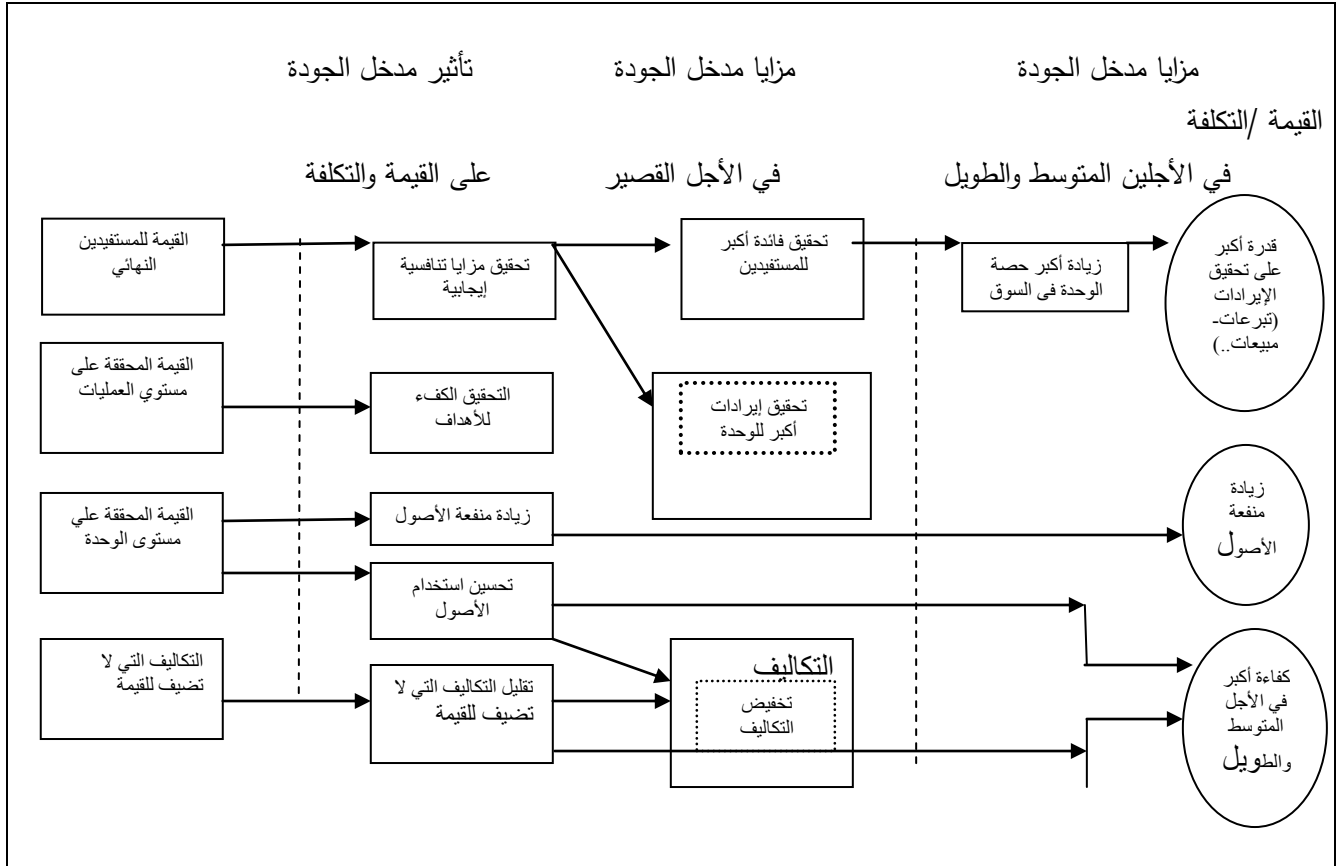 تأثير مدخل الجودة
مزايا مدخل الجودة
مزايا مدخل الجودة
القيمة /التكلفة
على القيمة والتكلفة
في الأجل القصير
في الأجلين المتوسط والطويل
القيمة للمستفيدين
النهائي
تحقيق مزايا تنافسية
إيجابية
تحقيق فائدة أكبر
للمستفيدين
زيادة أكبر حصة
الوحدة في السوق
قدرة أكبر
على تحقيق
الإيرادات
(تبرعات-
مبيعات..)
القيمة المحققة على
مستوي العمليات
التحقيق الكفء
للأهداف
تحقيق إيرادات
أكبر للوحدة
القيمة المحققة علي
مستوى الوحدة
زيادة منفعة الأصول
زيادة
منفعة
الأصول
تحسين استخدام
الأصول
التكاليف التي لا
تضيف للقيمة
تقليل التكاليف التي لا
تضيف للقيمة
التكاليف
تخفيض
التكاليف
كفاءة أكبر
في الأجل
المتوسط
والطويل